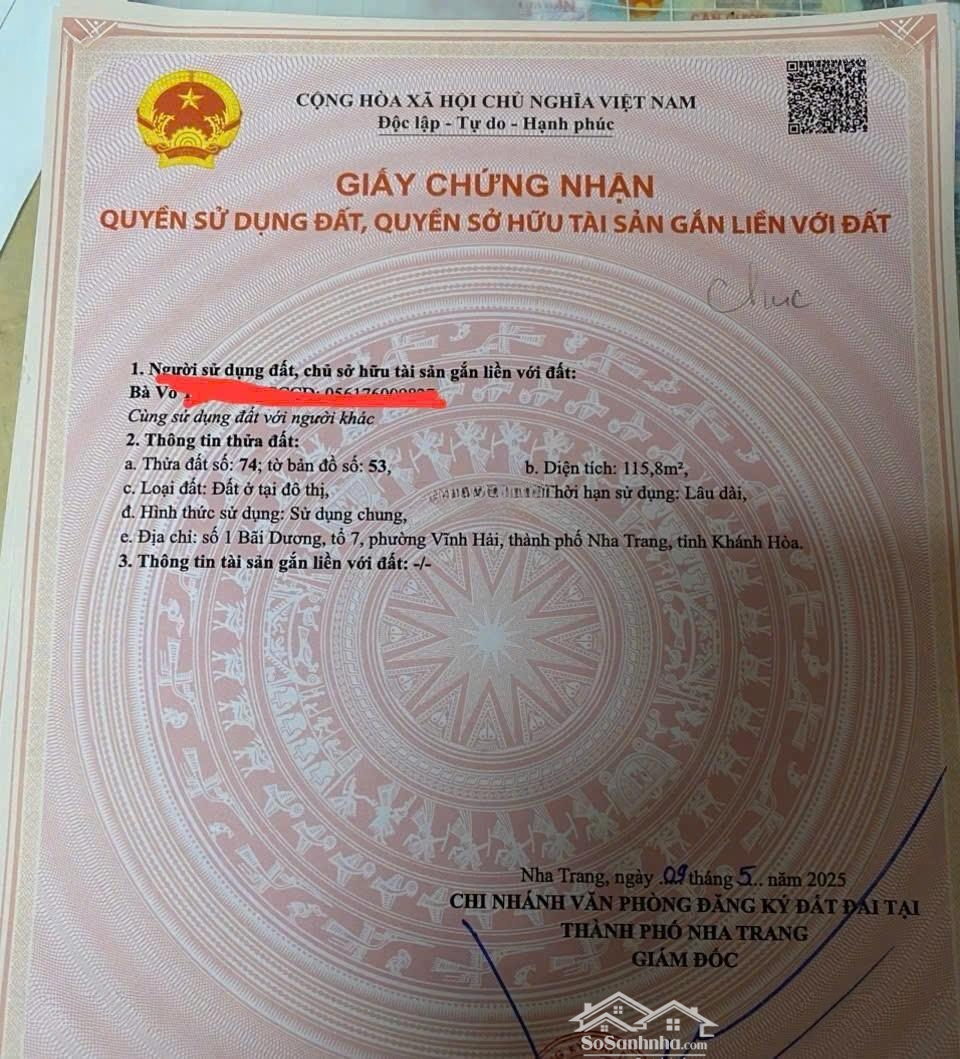 CỘNG HÒA XÃ HỘI CHỦ NGHĨA VIỆT NAM
Độc lập - Tự do - Hạnh phúc
GIẤY CHỨNG NHẬN
QUYỀN SỬ DỤNG ĐẤT, QUYỀN SỞ HỮU TÀI SẢN GẮN LIỀN VỚI ĐẤT
Chuc
1. Người sử dụng đất, chủ sở hữu tài sản gắn liền với đất:
Bà Võ
Cùng sử dụng đất với người khác
2. Thông tin thửa đất:
a. Thửa đất số: 74; tờ bản đồ số: 53, b. Diện tích: 115,8m²,
c. Loại đất: Đất ở tại đô thị, Thời hạn sử dụng: Lâu dài,
đ. Hình thức sử dụng: Sử dụng chung,
e. Địa chỉ: số 1 Bãi Dương, tổ 7, phường Vĩnh Hải, thành phố Nha Trang, tỉnh Khánh Hòa.
3. Thông tin tài sản gắn liền với đất: -/-
Nha Trang, ngày 09 tháng 5 năm 2025
CHI NHÁNH VĂN PHÒNG ĐĂNG KÝ ĐẤT ĐAI TẠI
THÀNH PHỐ NHA TRANG
GIÁM ĐỐC
SoSanhnha.com